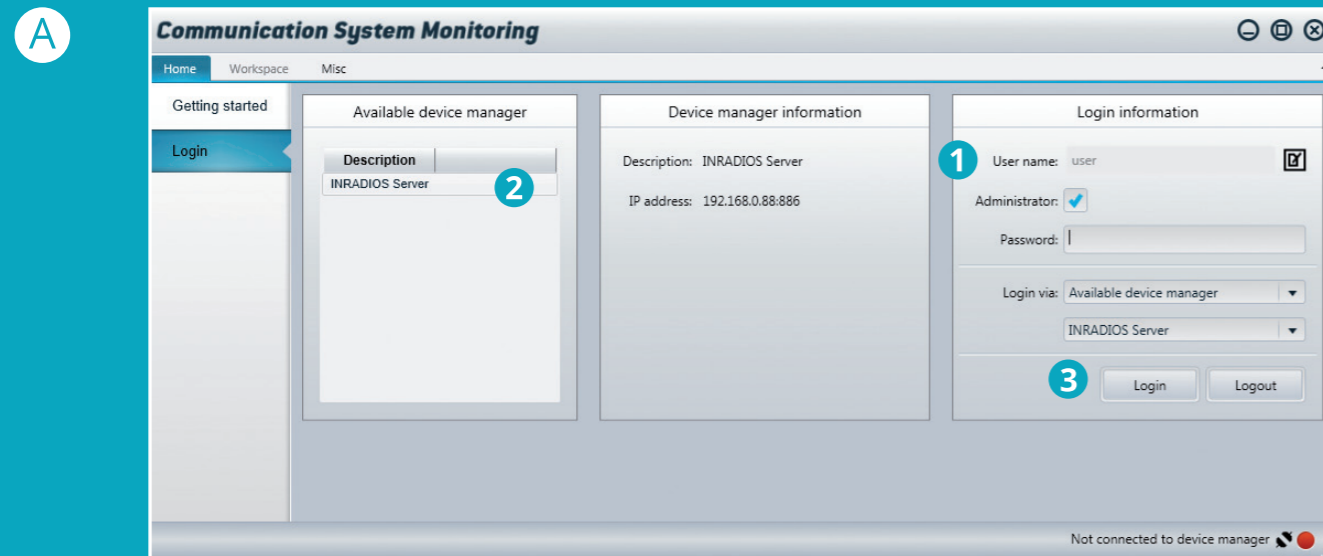 A
Communication System Monitoring
Home Workspace Misc
Getting started
Login
Available device manager
Description
INRADIOS Server
2
Device manager information
Description: INRADIOS Server
IP address: 192.168.0.88:886
Login information
1 User name: user
Administrator:
Password:
Login via: Available device manager
INRADIOS Server
3 Login Logout
Not connected to device manager